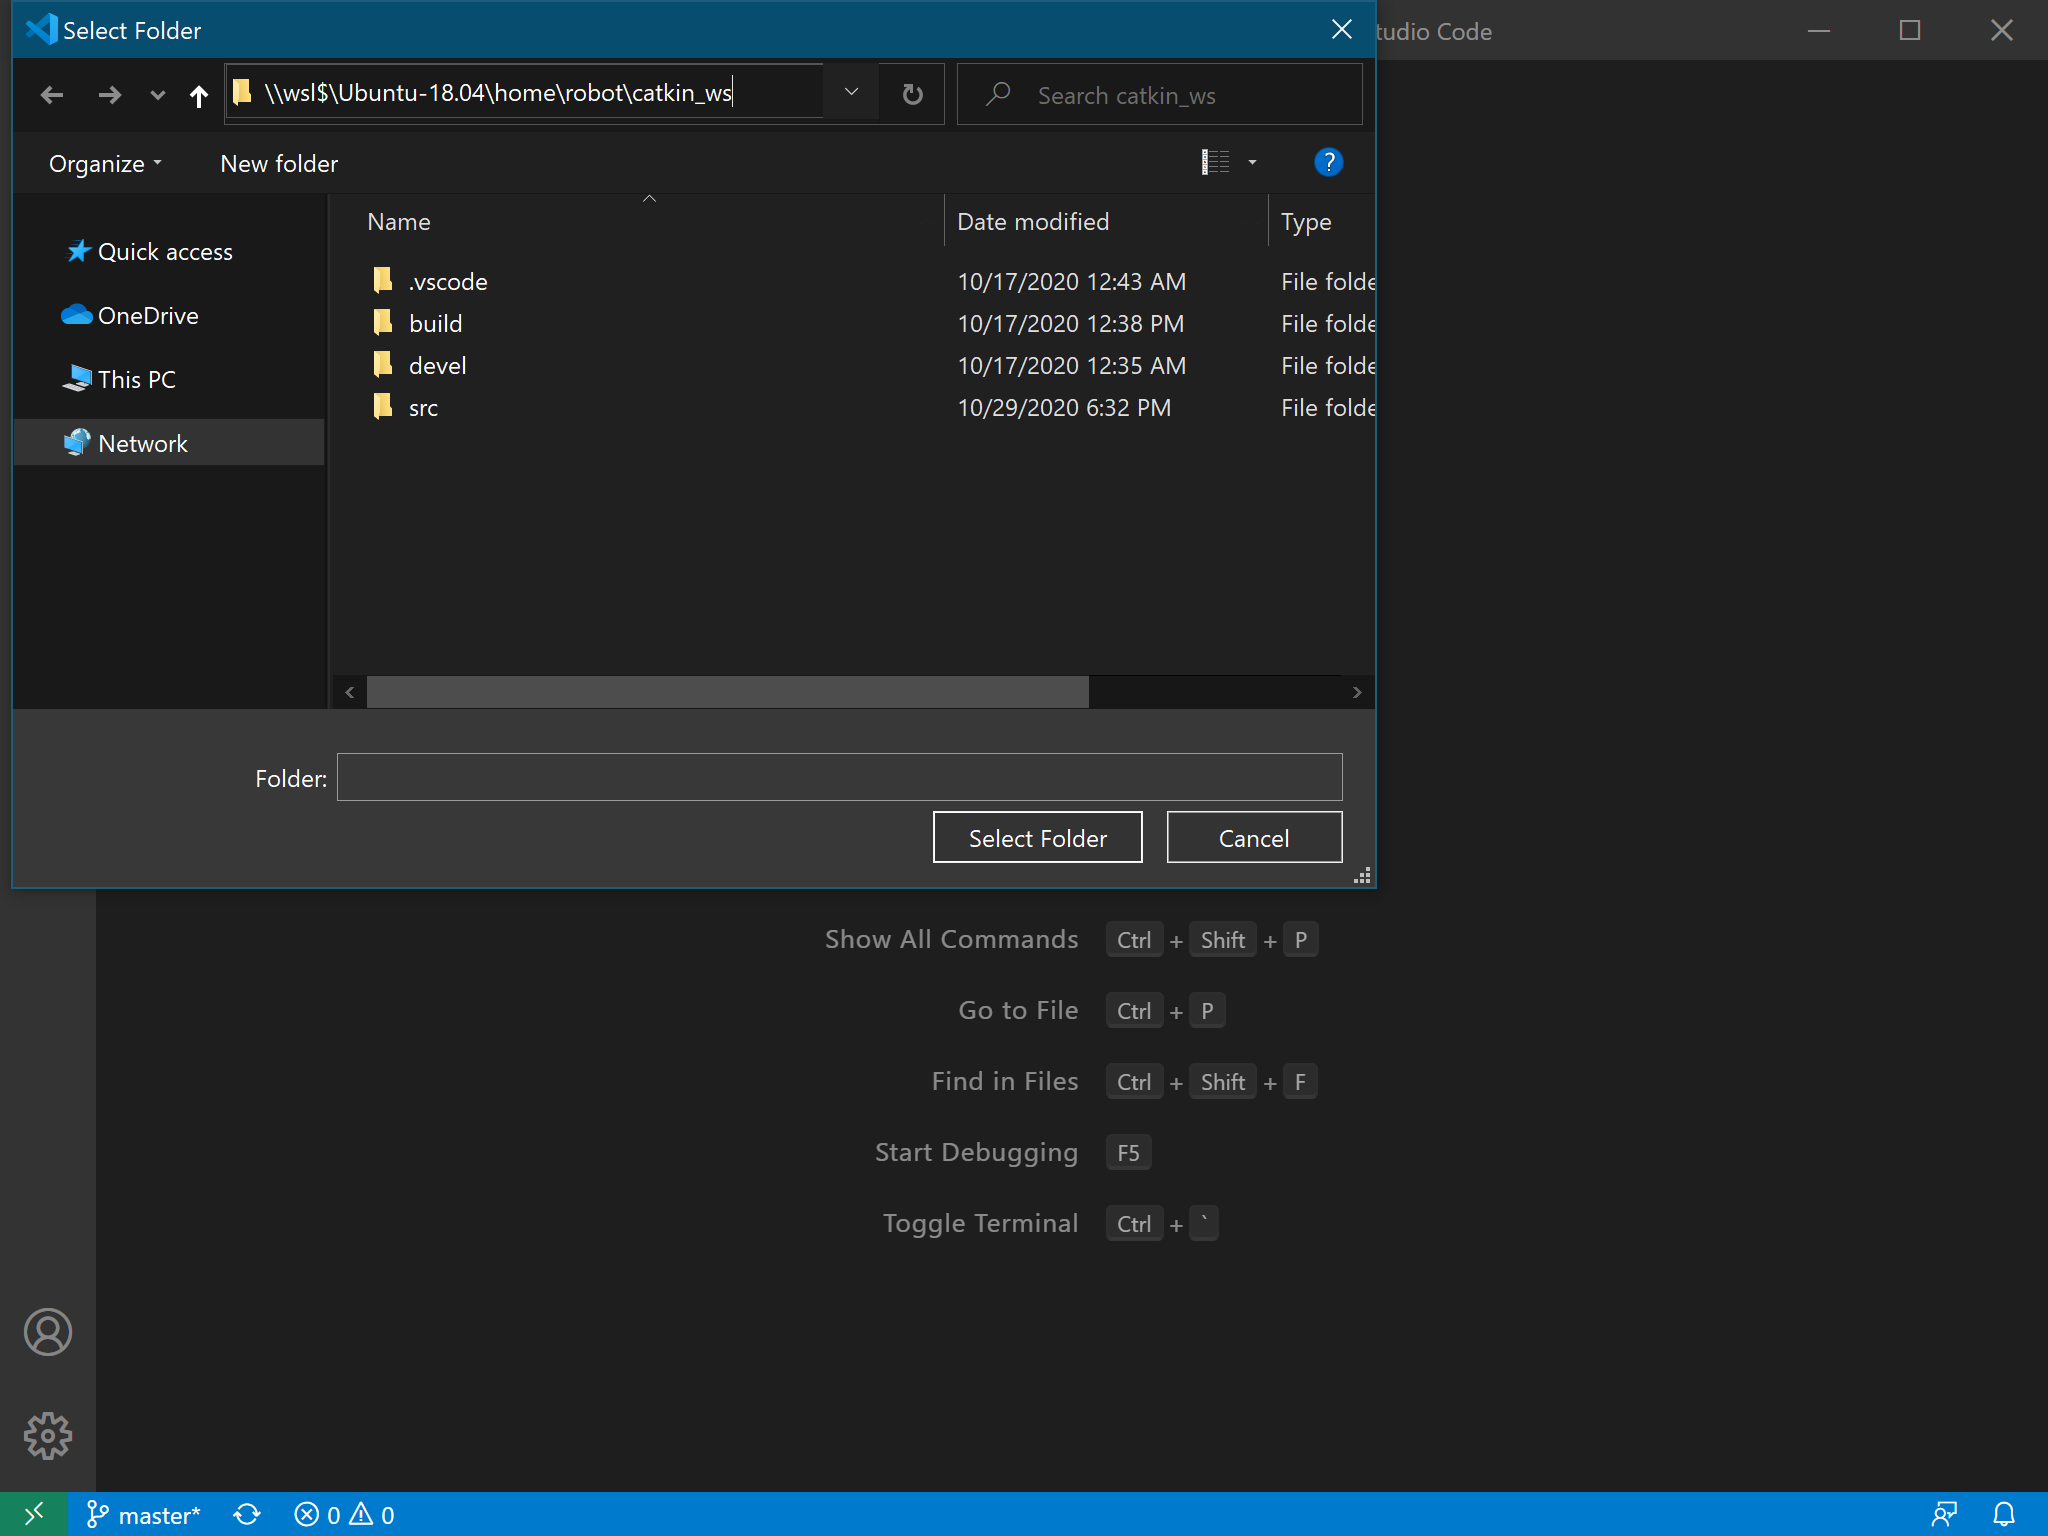 Select Folder
tudio Code
\\wsl$\Ubuntu-18.04\home\robot\catkin_ws
Search catkin_ws
Organize
New folder
?
Name
Date modified
Type
Quick access
OneDrive
This PC
Network
.vscode 10/17/2020 12:43 AM File folde
build 10/17/2020 12:38 PM File folde
devel 10/17/2020 12:35 AM File folde
src 10/29/2020 6:32 PM File folde
Folder:
Select Folder
Cancel
Show All Commands Ctrl + Shift + P
Go to File Ctrl + P
Find in Files Ctrl + Shift + F
Start Debugging F5
Toggle Terminal Ctrl + `
master* 0 0